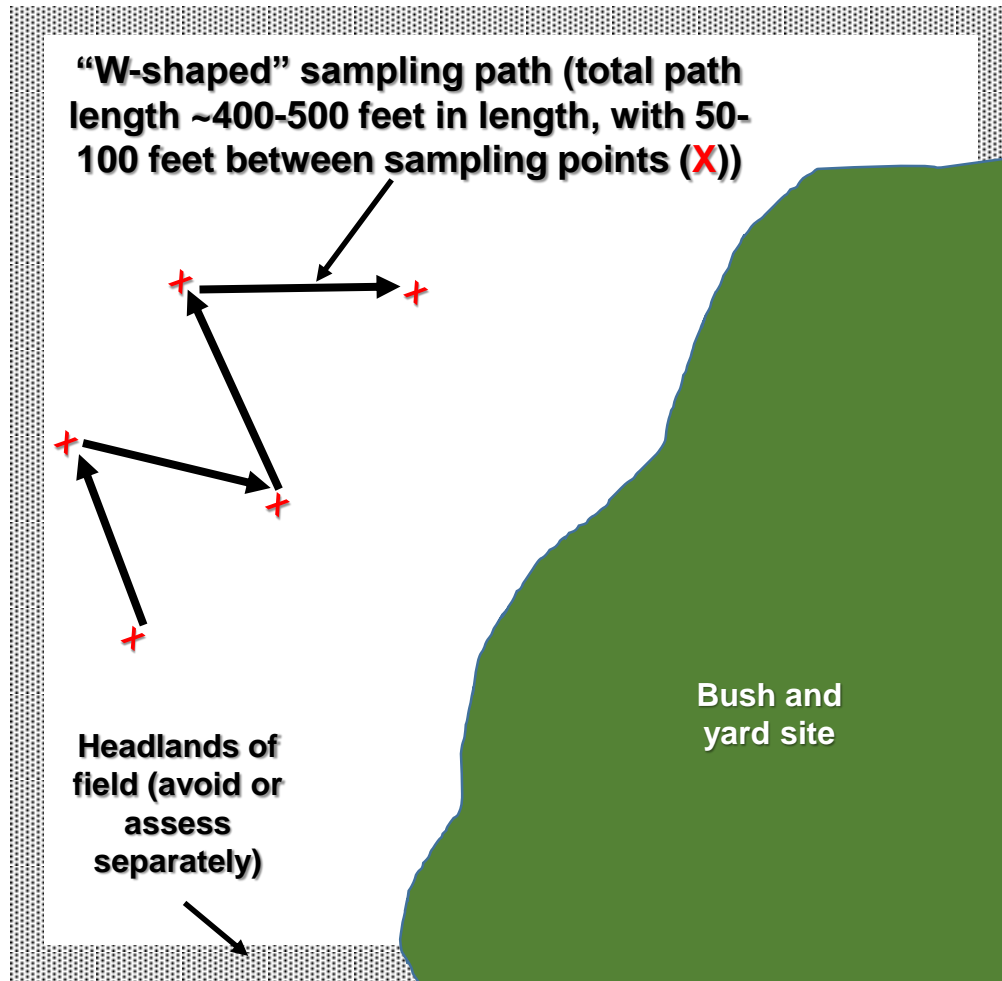 “W-shaped” sampling path (total path
length ~400-500 feet in length, with 50-
100 feet between sampling points (X))
X
X
X
X
X
Headlands of
field (avoid or
assess
separately)
Bush and
yard site